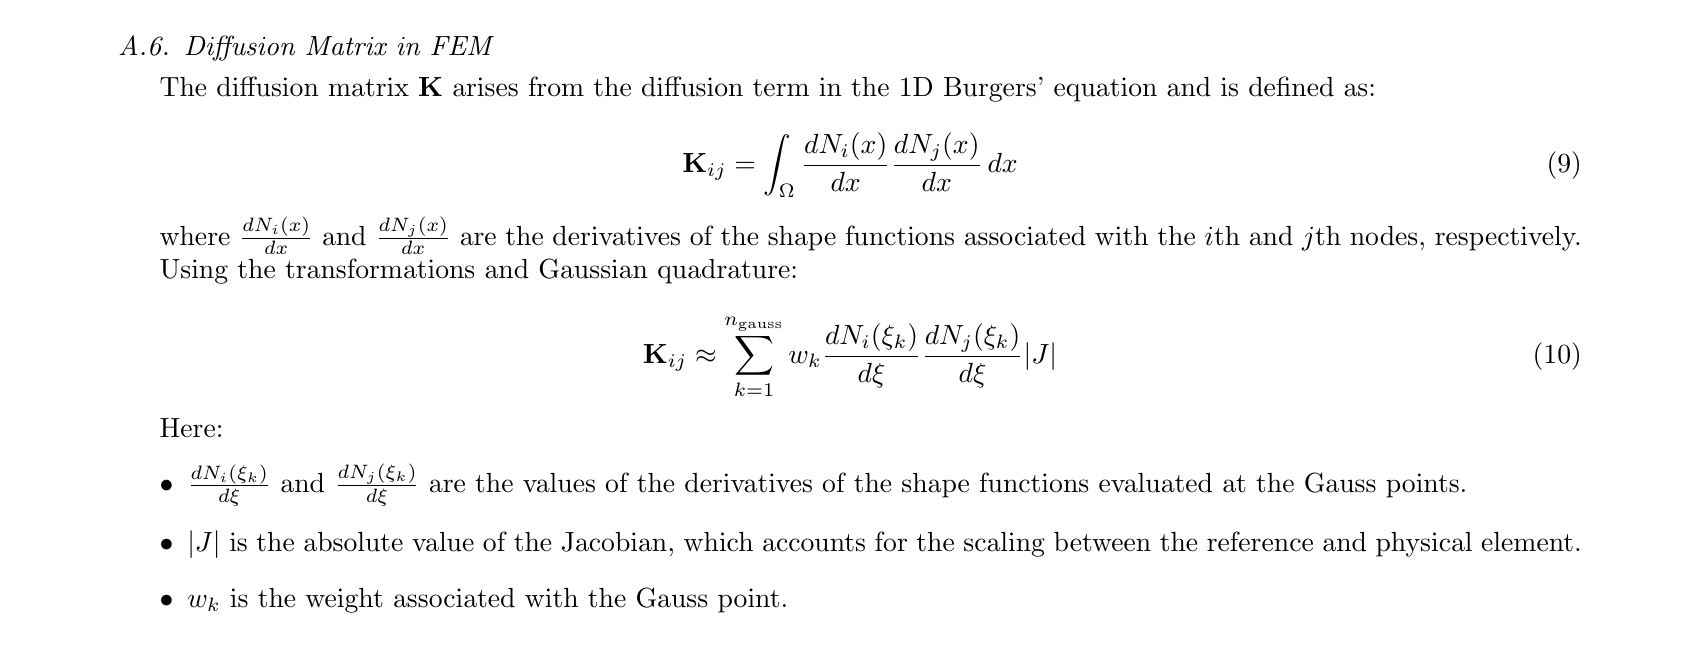 A.6. Diffusion Matrix in FEM
The diffusion matrix K arises from the diffusion term in the 1D Burgers' equation and is defined as:
$$\mathbf{K}_{ij} = \int_{\Omega} \frac{dN_i(x)}{dx} \frac{dN_j(x)}{dx} \, dx$$ (9)
where $\frac{dN_i(x)}{dx}$ and $\frac{dN_j(x)}{dx}$ are the derivatives of the shape functions associated with the $i$th and $j$th nodes, respectively.
Using the transformations and Gaussian quadrature:
$$\mathbf{K}_{ij} \approx \sum_{k=1}^{n_{\text{gauss}}} w_k \frac{dN_i(\xi_k)}{d\xi} \frac{dN_j(\xi_k)}{d\xi} |J|$$ (10)
Here:
• $\frac{dN_i(\xi_k)}{d\xi}$ and $\frac{dN_j(\xi_k)}{d\xi}$ are the values of the derivatives of the shape functions evaluated at the Gauss points.
• $|J|$ is the absolute value of the Jacobian, which accounts for the scaling between the reference and physical element.
• $w_k$ is the weight associated with the Gauss point.